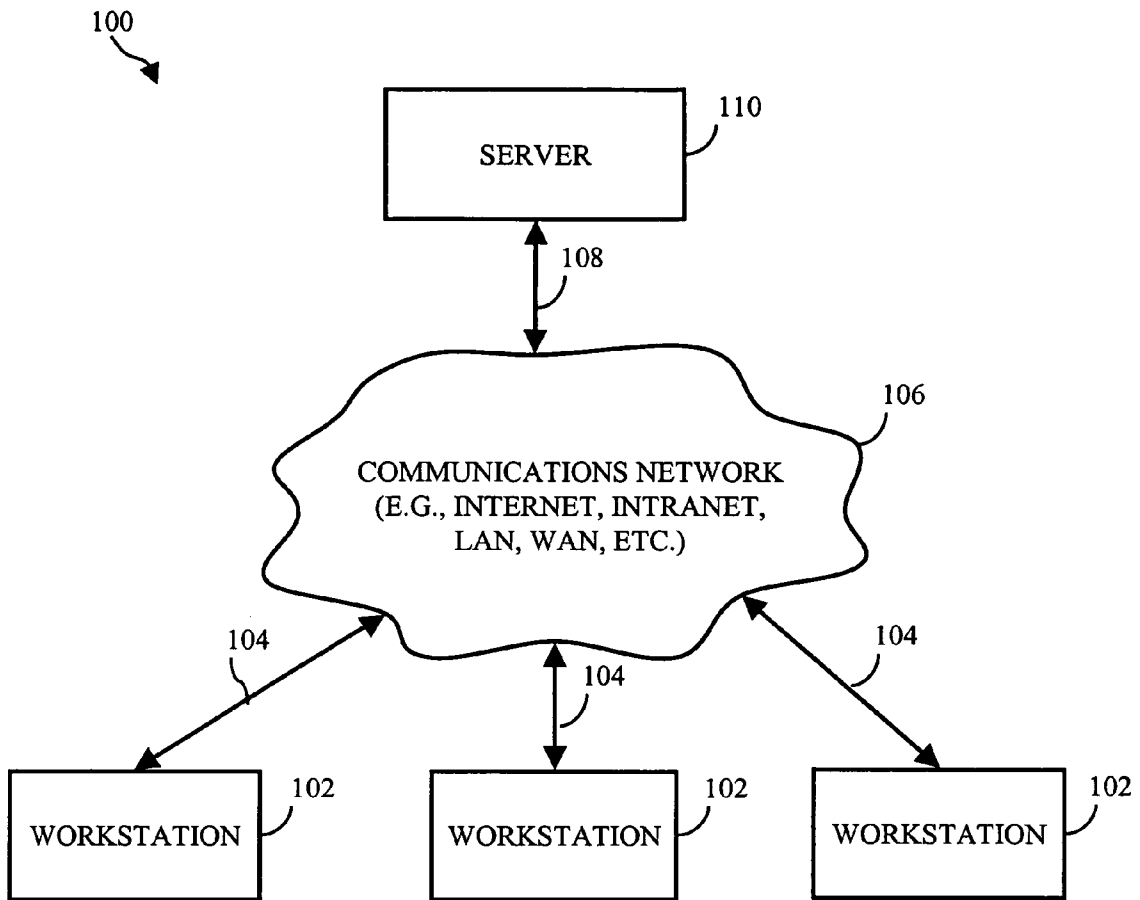 100
110
SERVER
108
106
COMMUNICATIONS NETWORK
(E.G., INTERNET, INTRANET,
LAN, WAN, ETC.)
104
104
104
102
102
102
WORKSTATION
WORKSTATION
WORKSTATION